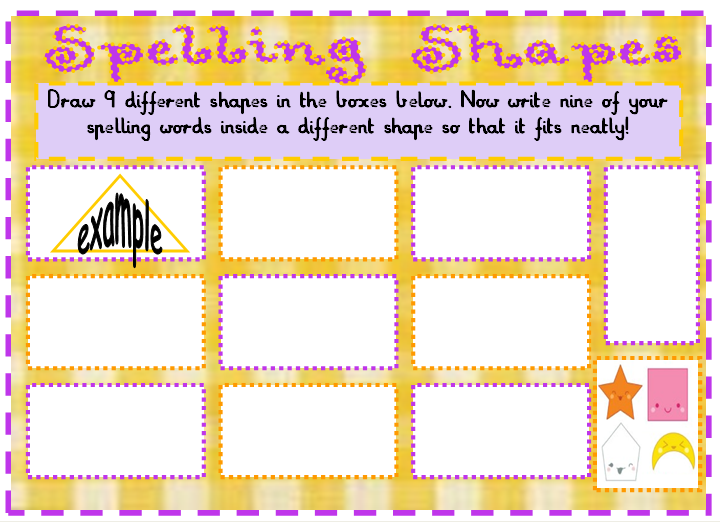 Spelling Shapes
Draw 9 different shapes in the boxes below. Now write nine of your
spelling words inside a different shape so that it fits neatly!
example